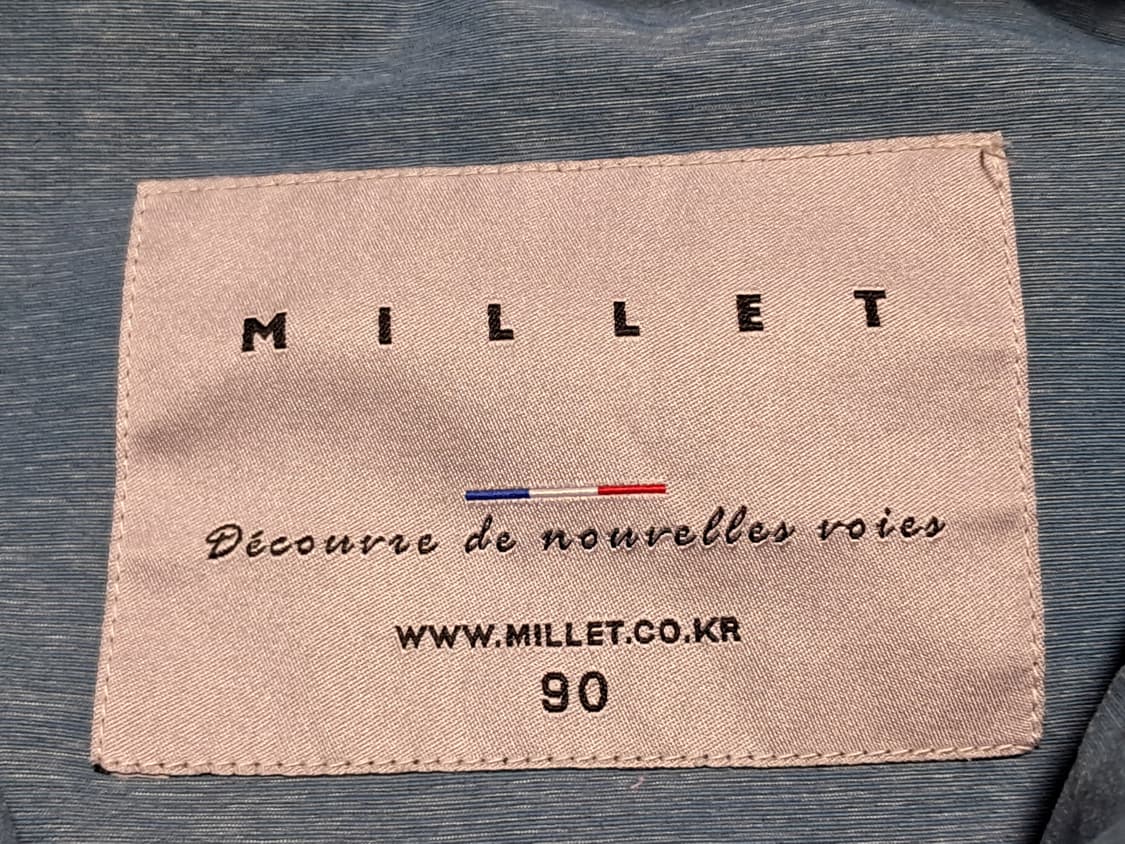 MILLET
Découvre de nouvelles voies
WWW.MILLET.CO.KR
90